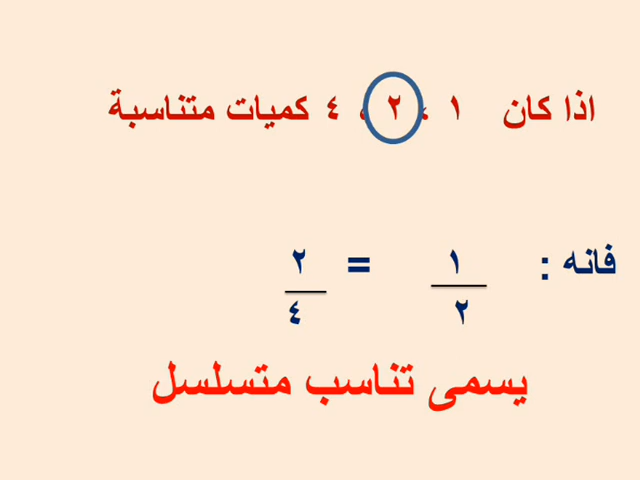 اذا كان ١ ، ٢ ، ٤ كميات متناسبة
فانه : ١ = ٢
٢ ٤
يسمى تناسب متسلسل